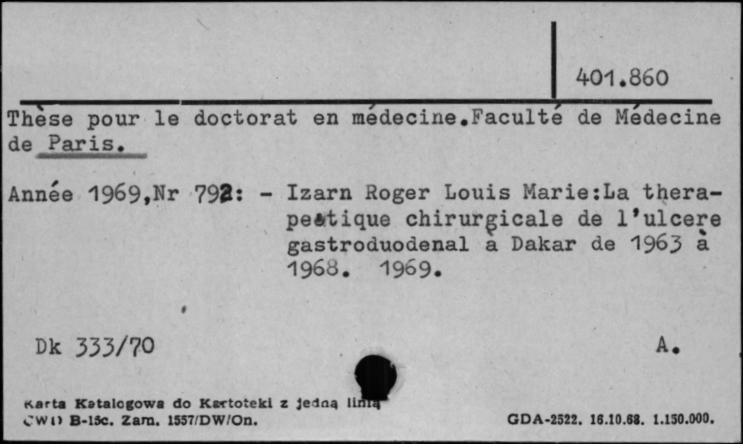 401.860
Thèse pour le doctorat en médecine.Faculté de Médecine
de Paris.
Année 1969,Nr 792: - Izarn Roger Louis Marie:La thera-
peutique chirurgicale de l'ulcere
gastroduodenal à Dakar de 1963 à
1968. 1969.
Dk 333/70 A.
Karta Katalogowa do Kartoteki z jedną linią
CWD B-15c. Zam. 1557/DW/On. GDA-2522. 16.10.68. 1.150.000.